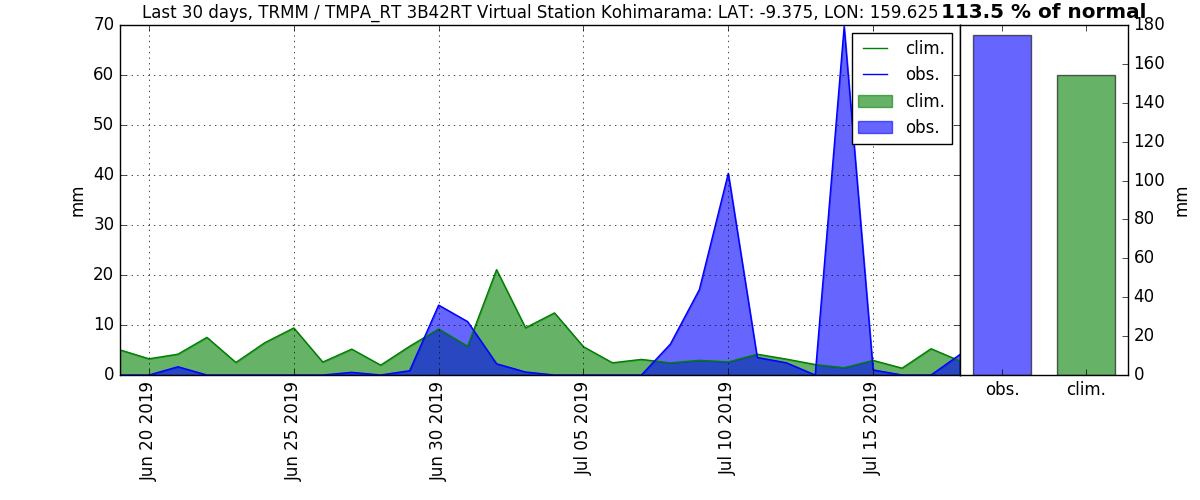 Last 30 days, TRMM / TMPA_RT 3B42RT Virtual Station Kohimarama: LAT: -9.375, LON: 159.625 113.5 % of normal
70
60
50
40
30
20
10
0
mm
clim.
obs.
clim.
obs.
180
160
140
120
100
80
60
40
20
0
mm
Jun 20 2019
Jun 25 2019
Jun 30 2019
Jul 05 2019
Jul 10 2019
Jul 15 2019
obs.
clim.